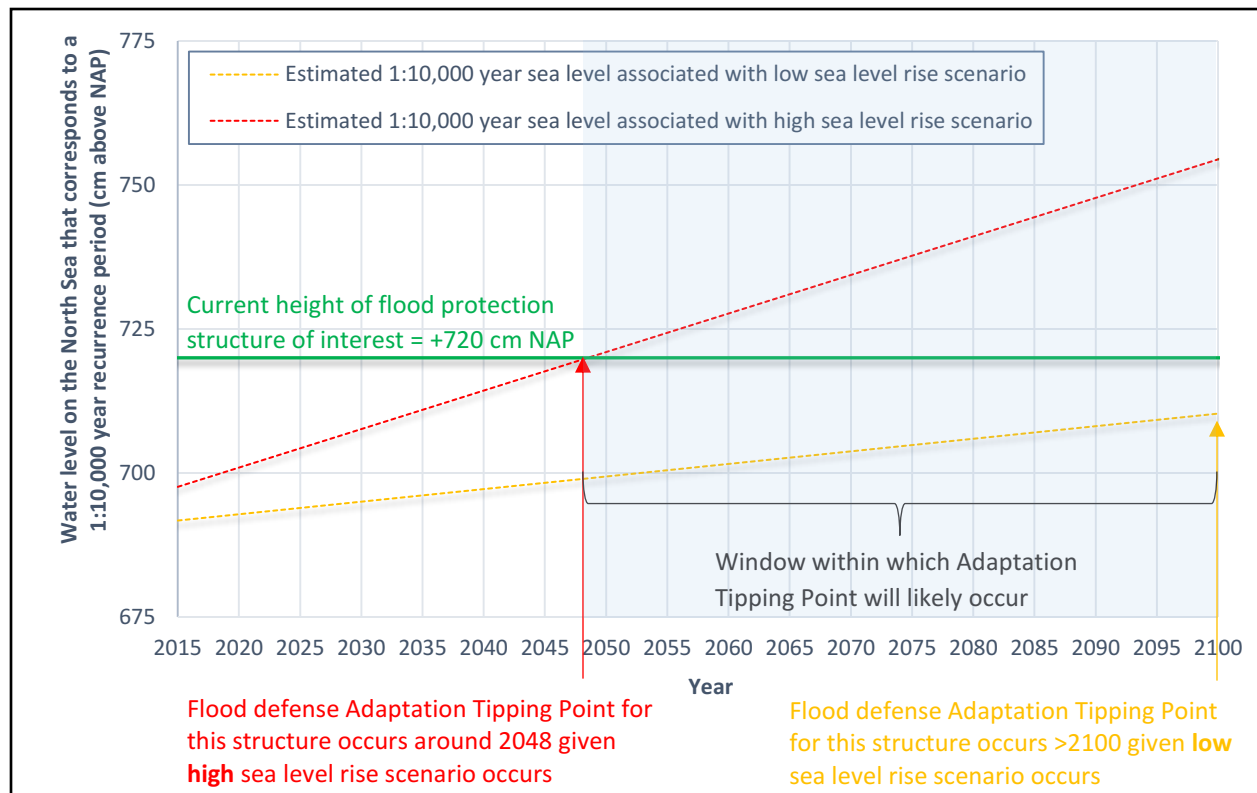 Water level on the North Sea that corresponds to a
1:10,000 year recurrence period (cm above NAP)
775
750
725
700
675
Estimated 1:10,000 year sea level associated with low sea level rise scenario
Estimated 1:10,000 year sea level associated with high sea level rise scenario
Current height of flood protection
structure of interest = +720 cm NAP
Window within which Adaptation
Tipping Point will likely occur
2015 2020 2025 2030 2035 2040 2045 2050 2055 2060 2065 2070 2075 2080 2085 2090 2095 2100
Year
Flood defense Adaptation Tipping Point for
this structure occurs around 2048 given
high sea level rise scenario occurs
Flood defense Adaptation Tipping Point
for this structure occurs >2100 given low
sea level rise scenario occurs